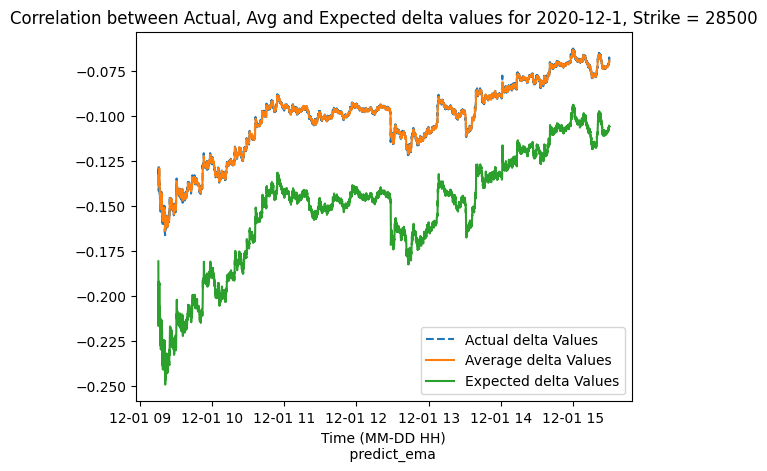 Correlation between Actual, Avg and Expected delta values for 2020-12-1, Strike = 28500
−0.075
−0.100
−0.125
−0.150
−0.175
−0.200
−0.225
−0.250
Actual delta Values
Average delta Values
Expected delta Values
12-01 09 12-01 10 12-01 11 12-01 12 12-01 13 12-01 14 12-01 15
Time (MM-DD HH)
predict_ema